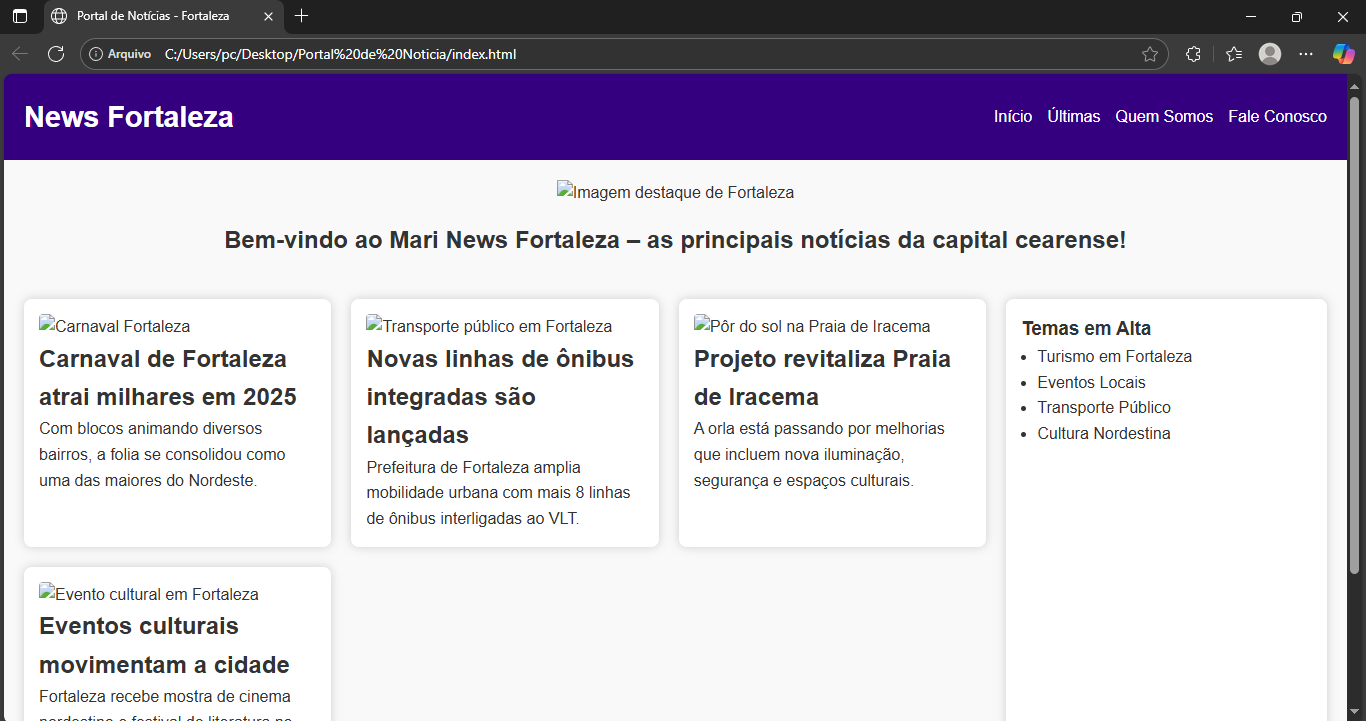 Portal de Notícias - Fortaleza
Arquivo C:/Users/pc/Desktop/Portal%20de%20Noticia/index.html
News Fortaleza
Início Últimas Quem Somos Fale Conosco
Imagem destaque de Fortaleza
Bem-vindo ao Mari News Fortaleza – as principais notícias da capital cearense!
Carnaval Fortaleza
Carnaval de Fortaleza
atrai milhares em 2025
Com blocos animando diversos
bairros, a folia se consolidou como
uma das maiores do Nordeste.
Transporte público em Fortaleza
Novas linhas de ônibus
integradas são
lançadas
Prefeitura de Fortaleza amplia
mobilidade urbana com mais 8 linhas
de ônibus interligadas ao VLT.
Pôr do sol na Praia de Iracema
Projeto revitaliza Praia
de Iracema
A orla está passando por melhorias
que incluem nova iluminação,
segurança e espaços culturais.
Temas em Alta
Turismo em Fortaleza
Eventos Locais
Transporte Público
Cultura Nordestina
Evento cultural em Fortaleza
Eventos culturais
movimentam a cidade
Fortaleza recebe mostra de cinema
nordestino e festival de literatura na